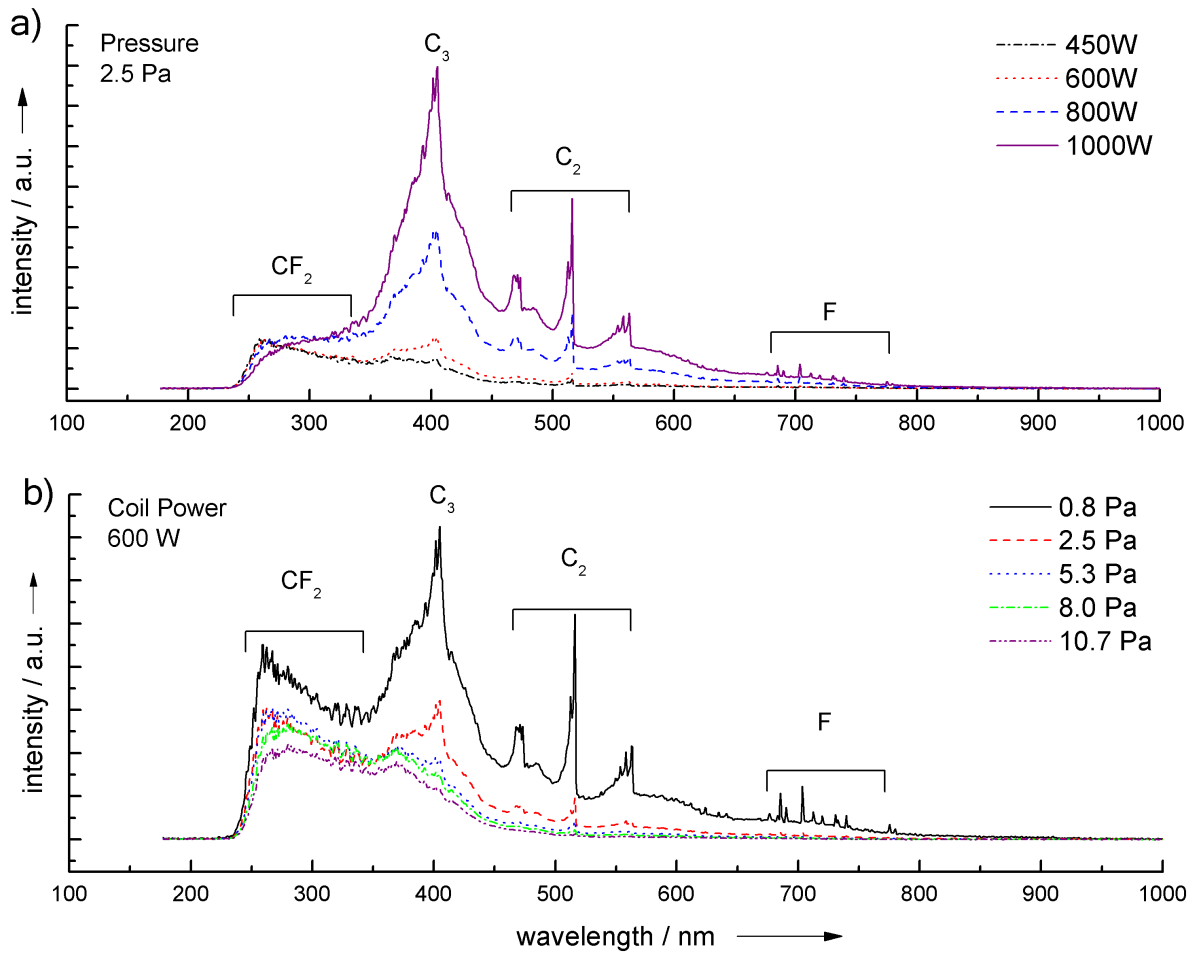 a)
Pressure
2.5 Pa
C₃
450W
600W
800W
1000W
C₂
CF₂
F
intensity / a.u.
100 200 300 400 500 600 700 800 900 1000
b)
Coil Power
600 W
C₃
0.8 Pa
2.5 Pa
5.3 Pa
8.0 Pa
10.7 Pa
C₂
CF₂
F
intensity / a.u.
100 200 300 400 500 600 700 800 900 1000
wavelength / nm